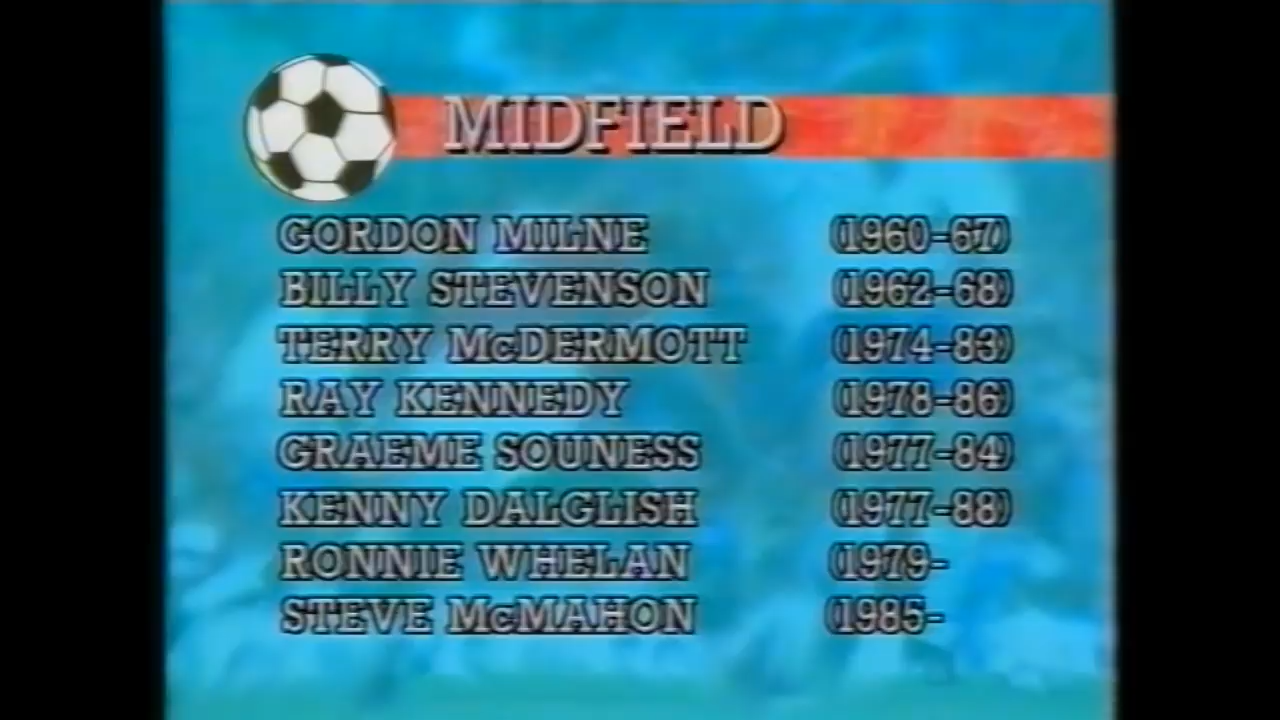 MIDFIELD
GORDON MILNE (1960-67)
BILLY STEVENSON (1962-68)
TERRY McDERMOTT (1974-83)
RAY KENNEDY (1978-86)
GRAEME SOUNESS (1977-84)
KENNY DALGLISH (1977-88)
RONNIE WHELAN (1979-
STEVE McMAHON (1985-